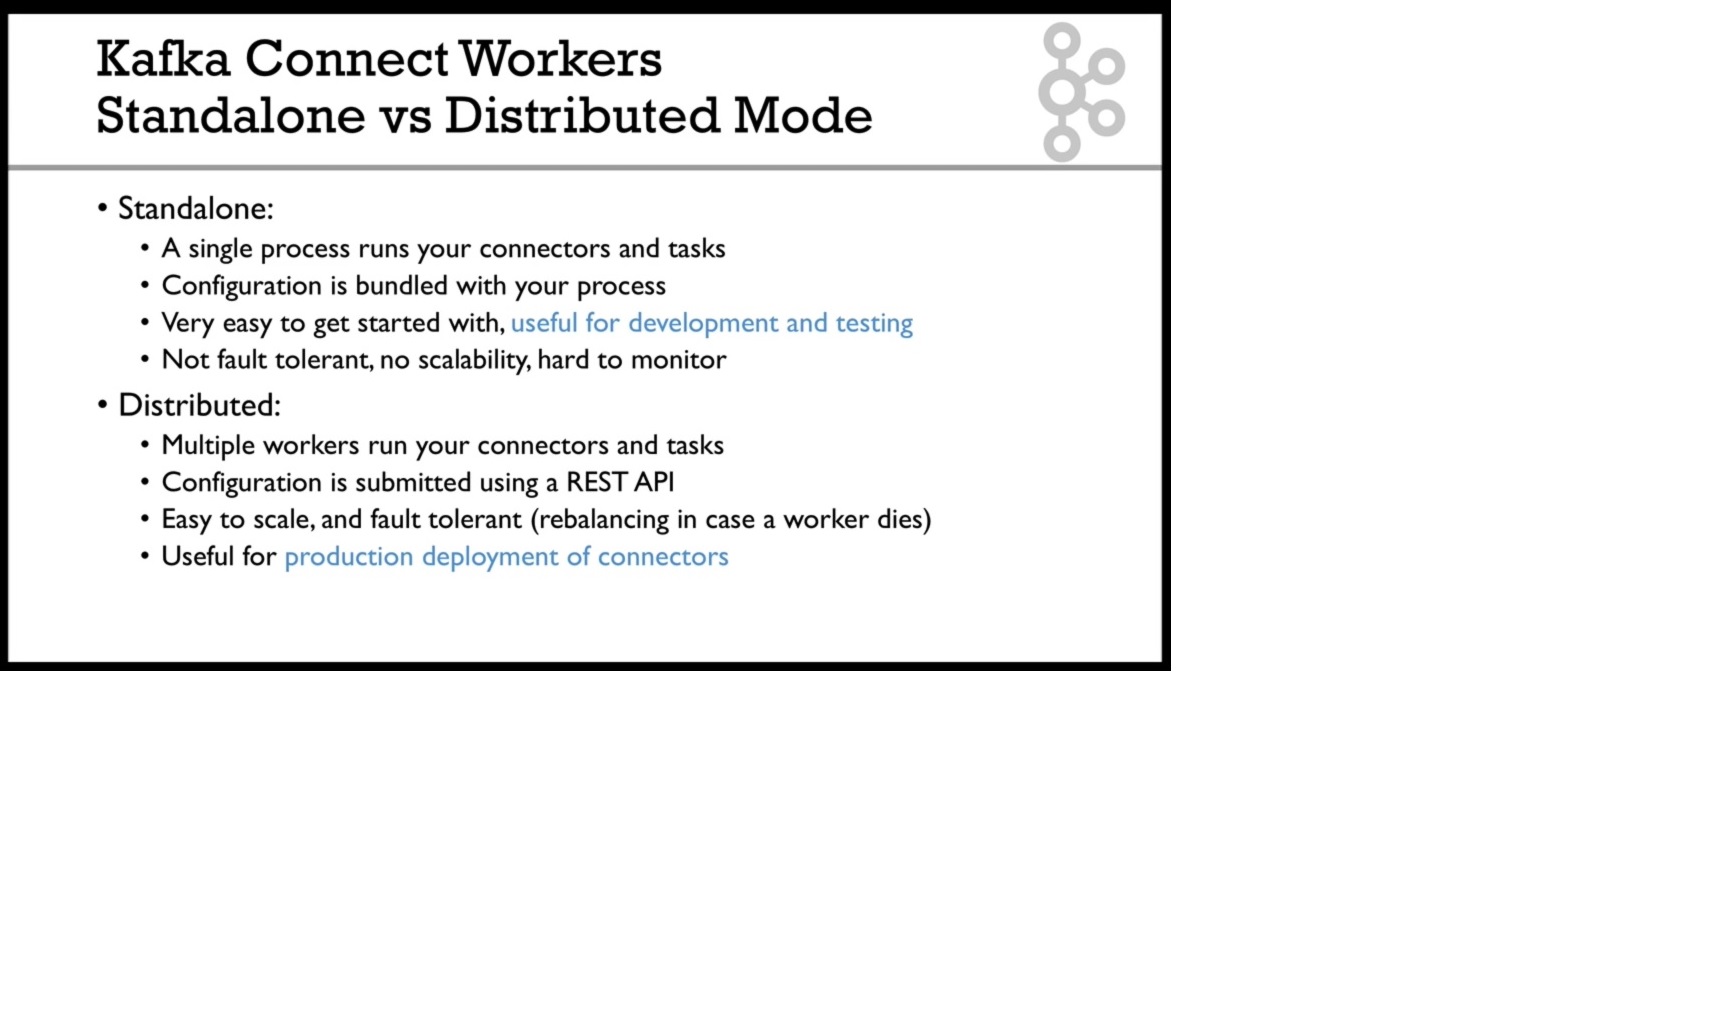 Kafka Connect Workers
Standalone vs Distributed Mode
• Standalone:
• A single process runs your connectors and tasks
• Configuration is bundled with your process
• Very easy to get started with, useful for development and testing
• Not fault tolerant, no scalability, hard to monitor
• Distributed:
• Multiple workers run your connectors and tasks
• Configuration is submitted using a REST API
• Easy to scale, and fault tolerant (rebalancing in case a worker dies)
• Useful for production deployment of connectors